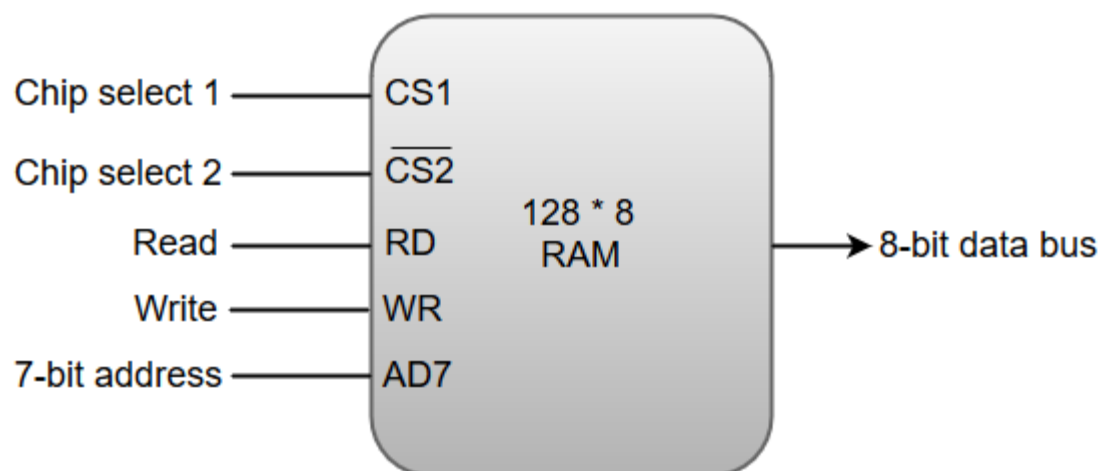 Chip select 1
CS1
Chip select 2
C̅S̅2̅
Read
RD
128 * 8
RAM
8-bit data bus
Write
WR
7-bit address
AD7